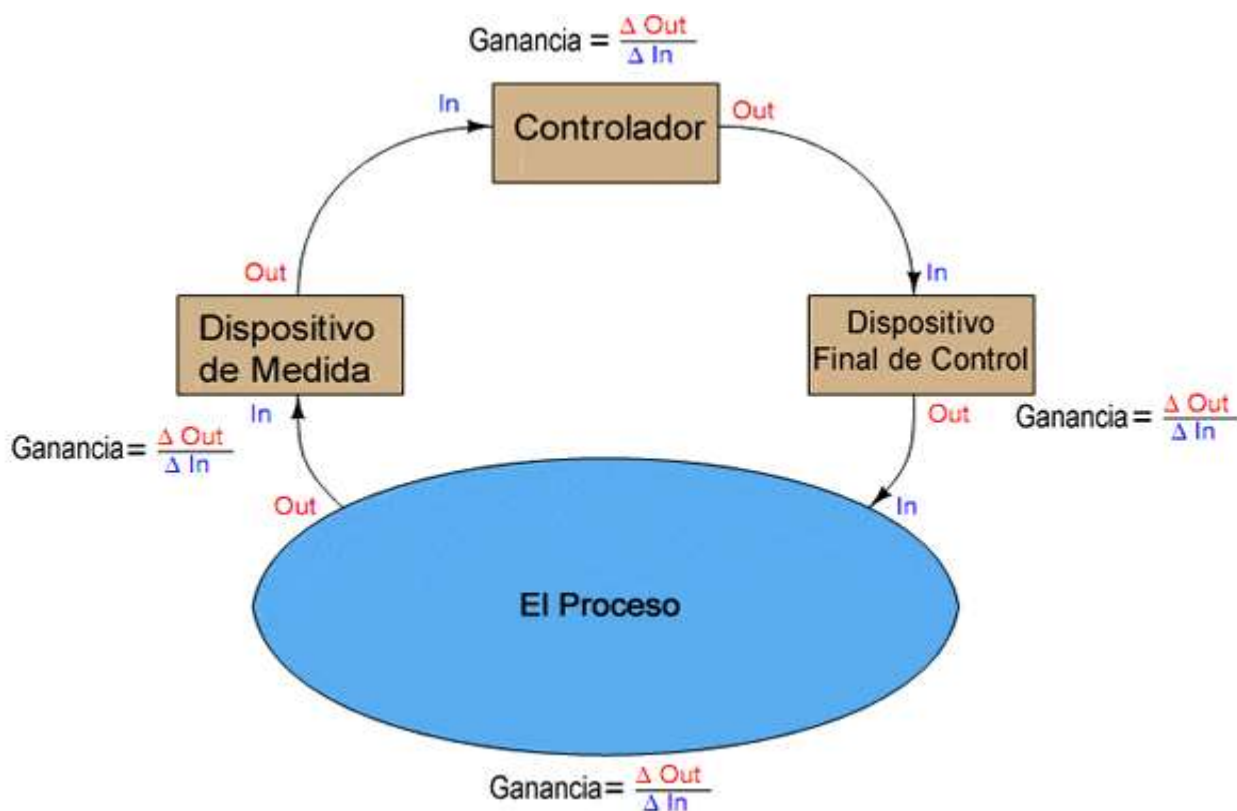 Ganancia = Δ Out
Δ In
In
Controlador
Out
Out
In
Dispositivo
de Medida
Dispositivo
Final de Control
In
Out
Ganancia = Δ Out
Δ In
Ganancia = Δ Out
Δ In
Out
In
El Proceso
Ganancia = Δ Out
Δ In